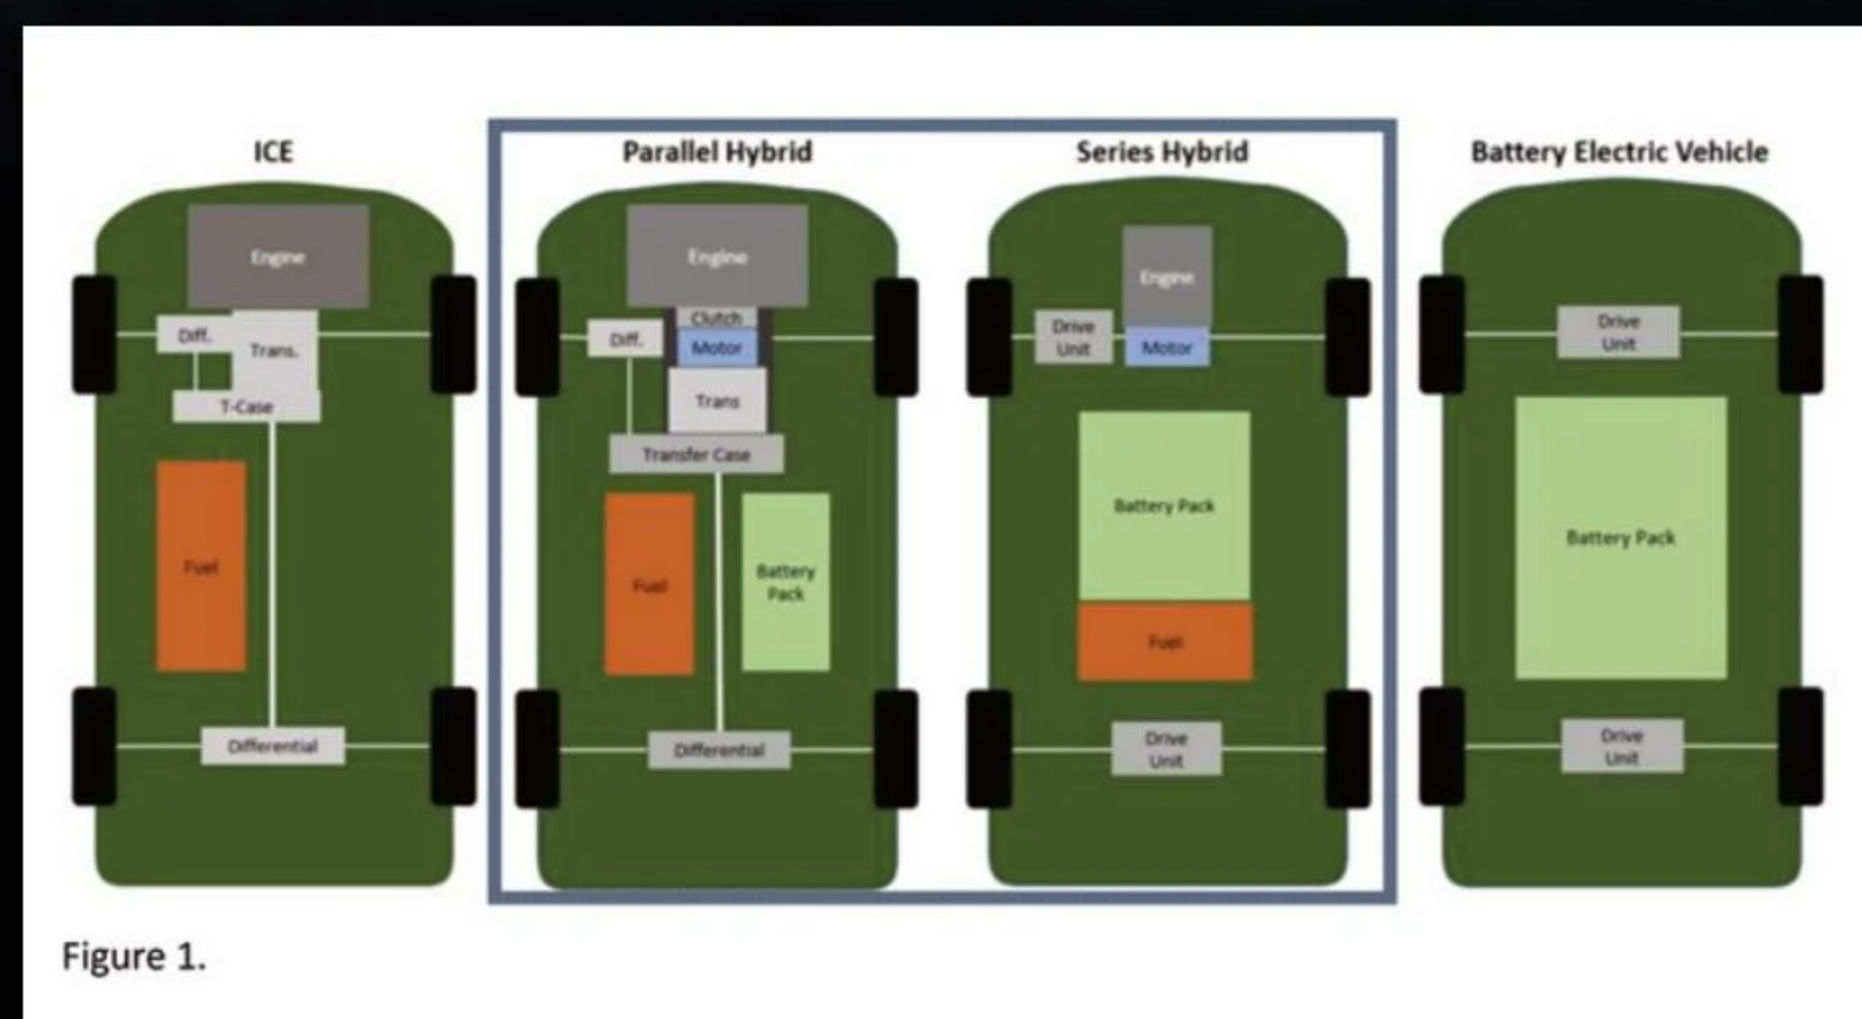 ICE
Engine
Diff.
Trans.
T-Case
Fuel
Differential
Parallel Hybrid
Engine
Clutch
Diff.
Motor
Trans
Transfer Case
Fuel
Battery
Pack
Differential
Series Hybrid
Engine
Drive
Unit
Motor
Battery Pack
Fuel
Drive
Unit
Battery Electric Vehicle
Drive
Unit
Battery Pack
Drive
Unit
Figure 1.